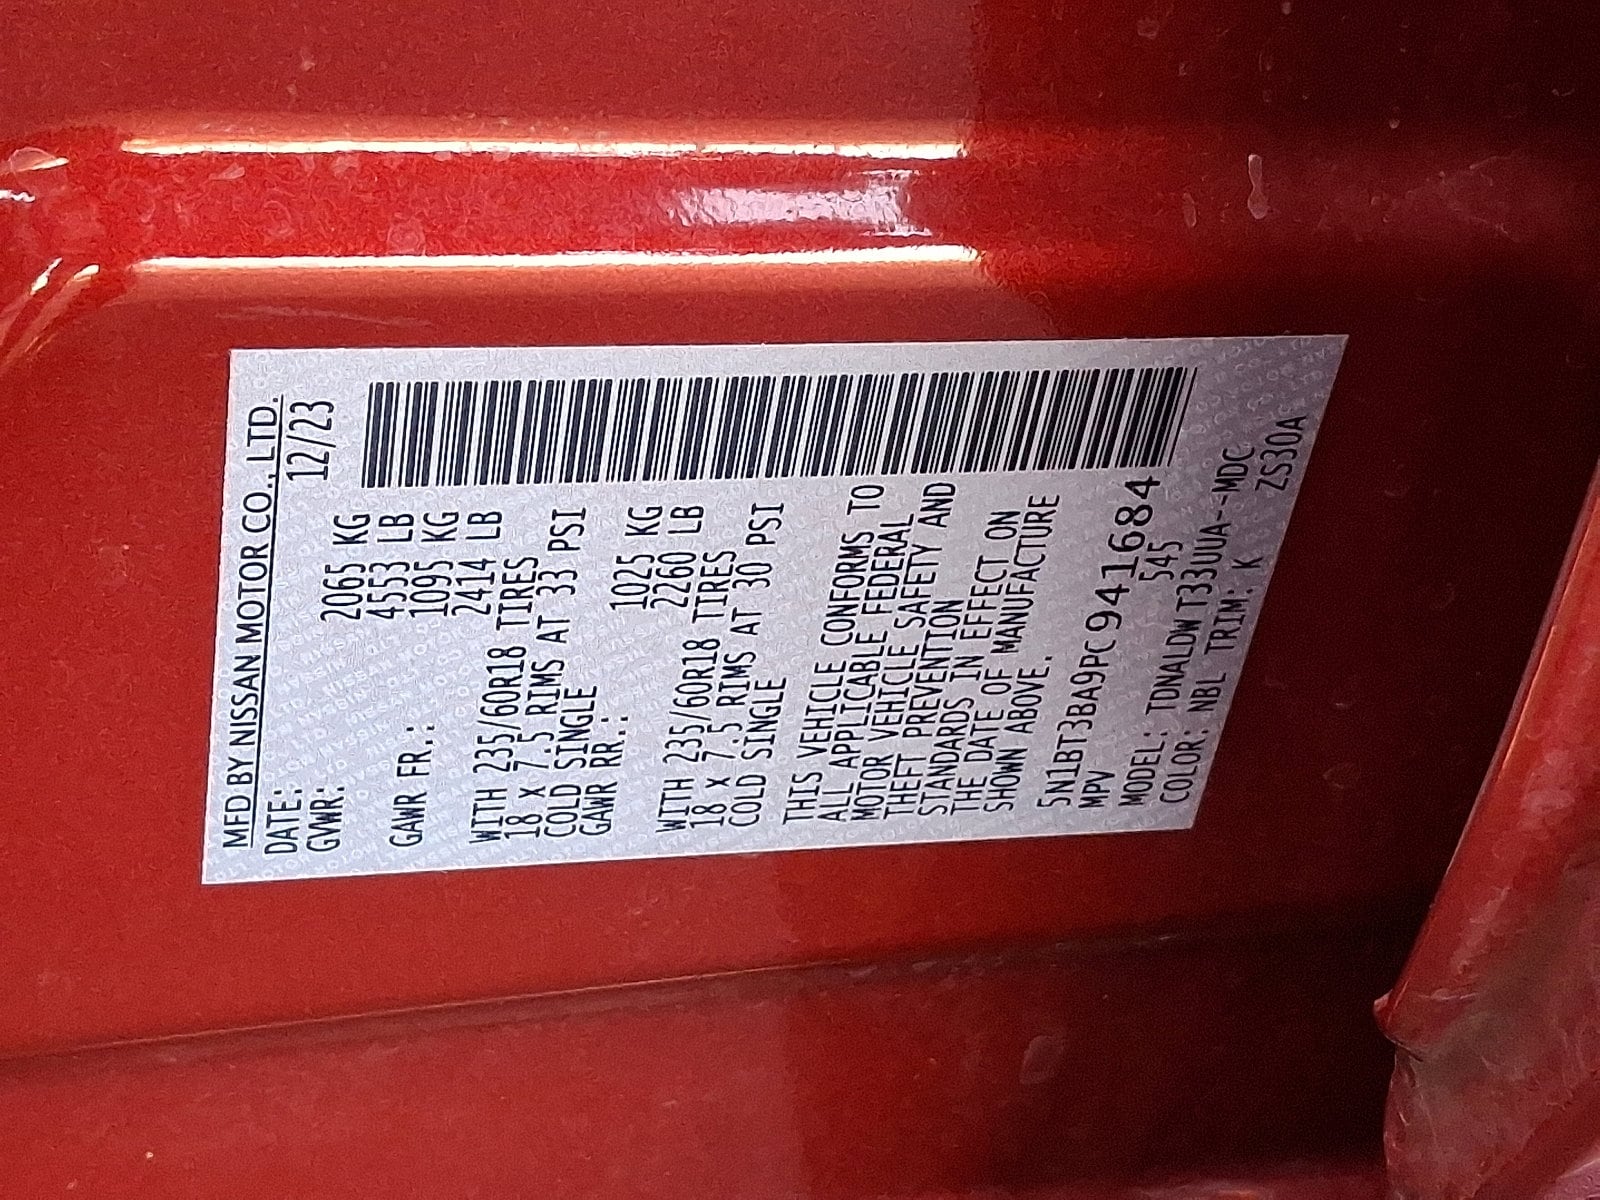 MFD BY NISSAN MOTOR CO.,LTD.
DATE: 12/23
GVWR: 2065 KG
4553 LB
GAWR FR.: 1095 KG
2414 LB
WITH 235/60R18 TIRES
18 x 7.5 RIMS AT 33 PSI
COLD SINGLE
GAWR RR.: 1025 KG
2260 LB
WITH 235/60R18 TIRES
18 x 7.5 RIMS AT 30 PSI
COLD SINGLE
THIS VEHICLE CONFORMS TO
ALL APPLICABLE FEDERAL
MOTOR VEHICLE SAFETY AND
THEFT PREVENTION
STANDARDS IN EFFECT ON
THE DATE OF MANUFACTURE
SHOWN ABOVE.
5N1BT3BA9PC941684
MPV 545
MODEL: TDNALDW T33UUA--MDC
COLOR: NBL TRIM: K ZS30A